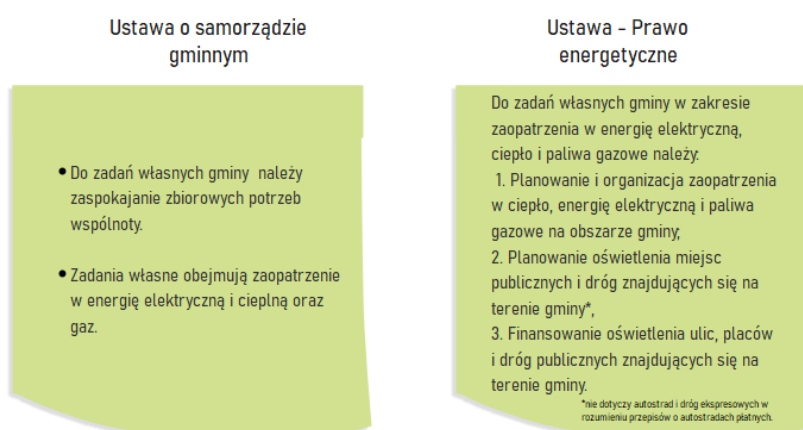 Ustawa o samorządzie
gminnym
• Do zadań własnych gminy należy
zaspokajanie zbiorowych potrzeb
wspólnoty.
• Zadania własne obejmują zaopatrzenie
w energię elektryczną i cieplną oraz
gaz.
Ustawa - Prawo
energetyczne
Do zadań własnych gminy w zakresie
zaopatrzenia w energię elektryczną,
ciepło i paliwa gazowe należy:
1. Planowanie i organizacja zaopatrzenia
w ciepło, energię elektryczną i paliwa
gazowe na obszarze gminy;
2. Planowanie oświetlenia miejsc
publicznych i dróg znajdujących się na
terenie gminy*,
3. Finansowanie oświetlenia ulic, placów
i dróg publicznych znajdujących się na
terenie gminy.
*nie dotyczy autostrad i dróg ekspresowych w
rozumieniu przepisów o autostradach płatnych.